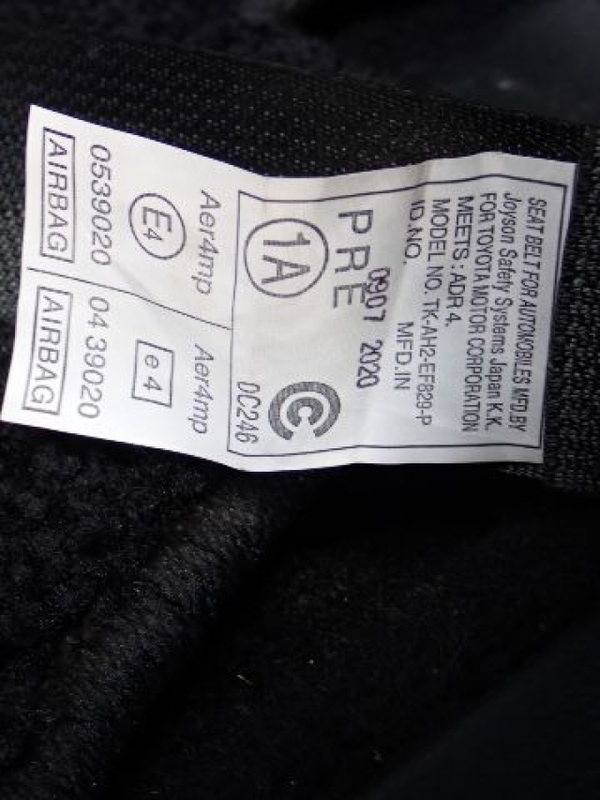 SEAT BELT FOR AUTOMOBILES MFD.BY
Joyson Safety Systems Japan K.K.
FOR TOYOTA MOTOR CORPORATION
MEETS : ADR 4.
MODEL NO. TK-AH2-EF829-P
ID.NO. MFD.IN
0907 2020
PRE
1A
C
0C246
Aer4mp
E4
0539020
AIRBAG
Aer4mp
e4
04 39020
AIRBAG